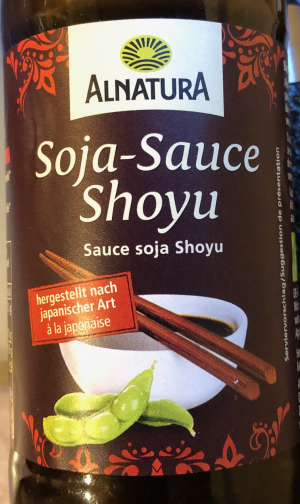 ALNATURA
Soja-Sauce
Shoyu
Sauce soja Shoyu
hergestellt nach
japanischer Art
à la japonaise
Serviervorschlag/Suggestion de présentation